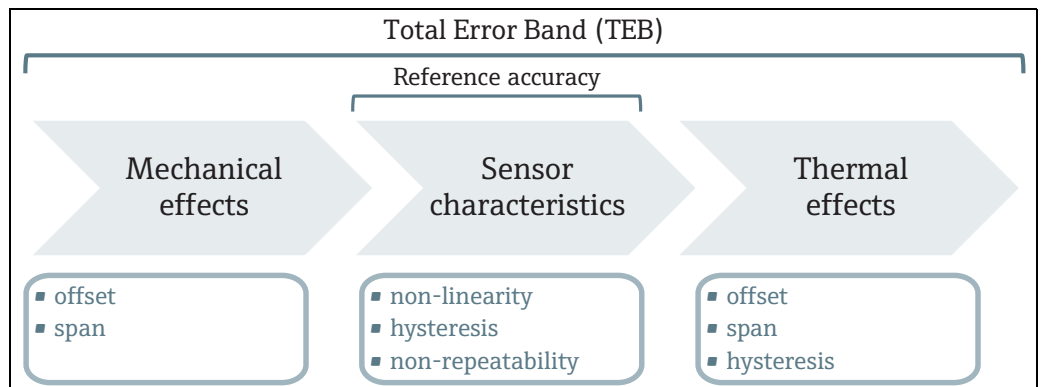 Total Error Band (TEB)
Reference accuracy
Mechanical
effects
Sensor
characteristics
Thermal
effects
▪ offset
▪ span
▪ non-linearity
▪ hysteresis
▪ non-repeatability
▪ offset
▪ span
▪ hysteresis